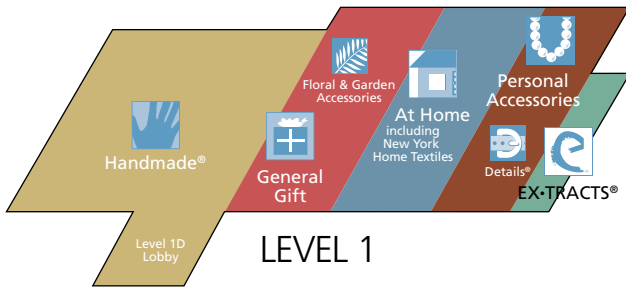 Floral & Garden
Accessories
Personal
Accessories
At Home
including
New York
Home Textiles
Handmade®
General
Gift
Details®
EX•TRACTS®
Level 1D
Lobby
LEVEL 1